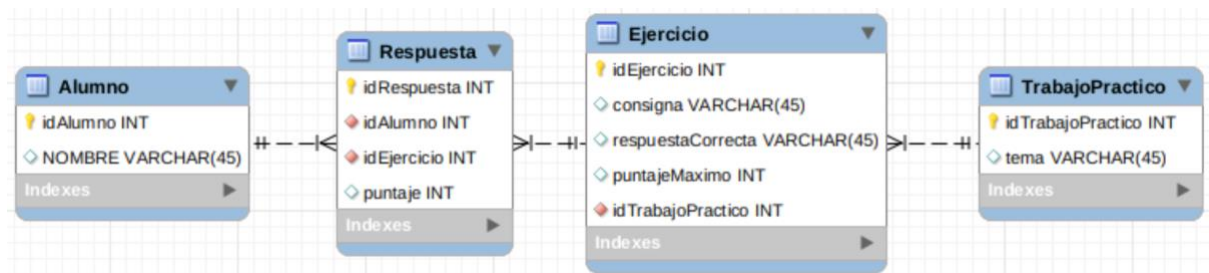 Alumno
idAlumno INT
NOMBRE VARCHAR(45)
Indexes
Respuesta
idRespuesta INT
idAlumno INT
idEjercicio INT
puntaje INT
Indexes
Ejercicio
idEjercicio INT
consigna VARCHAR(45)
respuestaCorrecta VARCHAR(45)
puntajeMaximo INT
idTrabajoPractico INT
Indexes
TrabajoPractico
idTrabajoPractico INT
tema VARCHAR(45)
Indexes